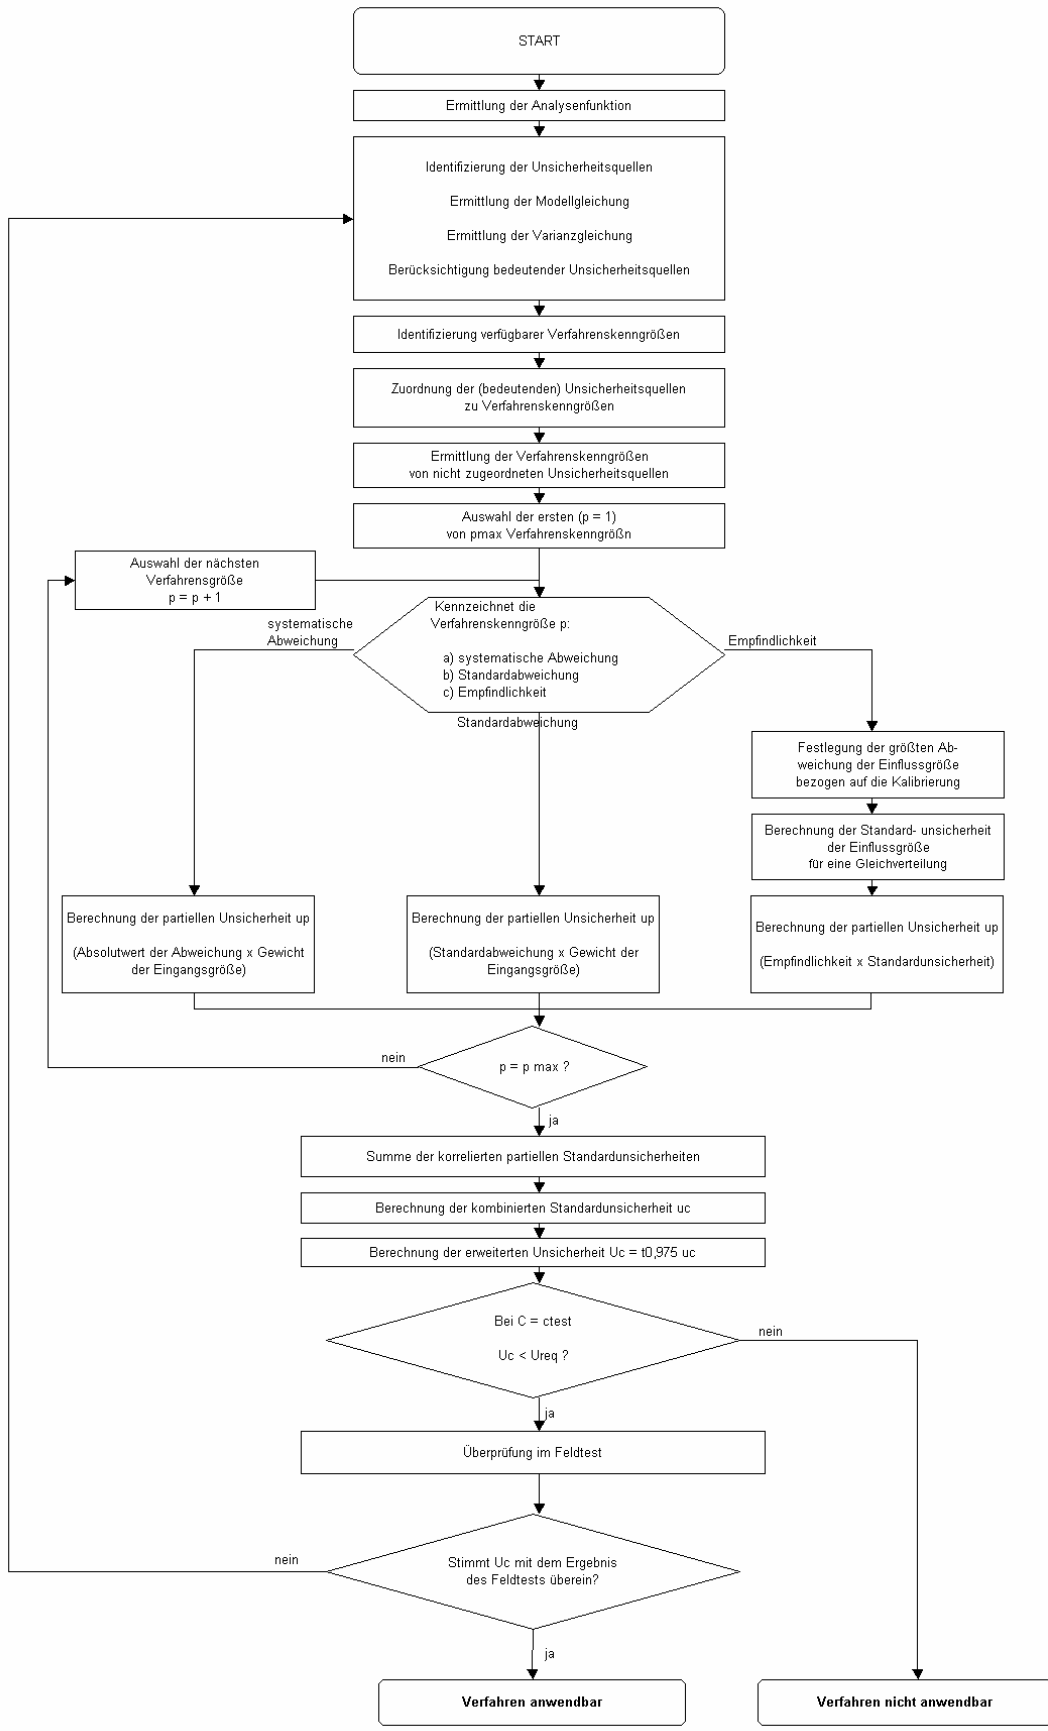 START
Ermittlung der Analysenfunktion
Identifizierung der Unsicherheitsquellen
Ermittlung der Modellgleichung
Ermittlung der Varianzgleichung
Berücksichtigung bedeutender Unsicherheitsquellen
Identifizierung verfügbarer Verfahrenskenngrößen
Zuordnung der (bedeutenden) Unsicherheitsquellen
zu Verfahrenskenngrößen
Ermittlung der Verfahrenskenngrößen
von nicht zugeordneten Unsicherheitsquellen
Auswahl der ersten (p = 1)
von pmax Verfahrenskenngrößn
Auswahl der nächsten
Verfahrensgröße
p = p + 1
Kennzeichnet die
Verfahrenskenngröße p:
a) systematische Abweichung
b) Standardabweichung
c) Empfindlichkeit
systematische
Abweichung
Standardabweichung
Empfindlichkeit
Festlegung der größten Ab-
weichung der Einflussgröße
bezogen auf die Kalibrierung
Berechnung der Standard- unsicherheit
der Einflussgröße
für eine Gleichverteilung
Berechnung der partiellen Unsicherheit up
(Absolutwert der Abweichung x Gewicht
der Eingangsgröße)
Berechnung der partiellen Unsicherheit up
(Standardabweichung x Gewicht der
Eingangsgröße)
Berechnung der partiellen Unsicherheit up
(Empfindlichkeit x Standardunsicherheit)
nein
p = p max ?
ja
Summe der korrelierten partiellen Standardunsicherheiten
Berechnung der kombinierten Standardunsicherheit uc
Berechnung der erweiterten Unsicherheit Uc = t0,975 uc
Bei C = ctest
Uc < Ureq ?
nein
ja
Überprüfung im Feldtest
nein
Stimmt Uc mit dem Ergebnis
des Feldtests überein?
ja
Verfahren anwendbar
Verfahren nicht anwendbar